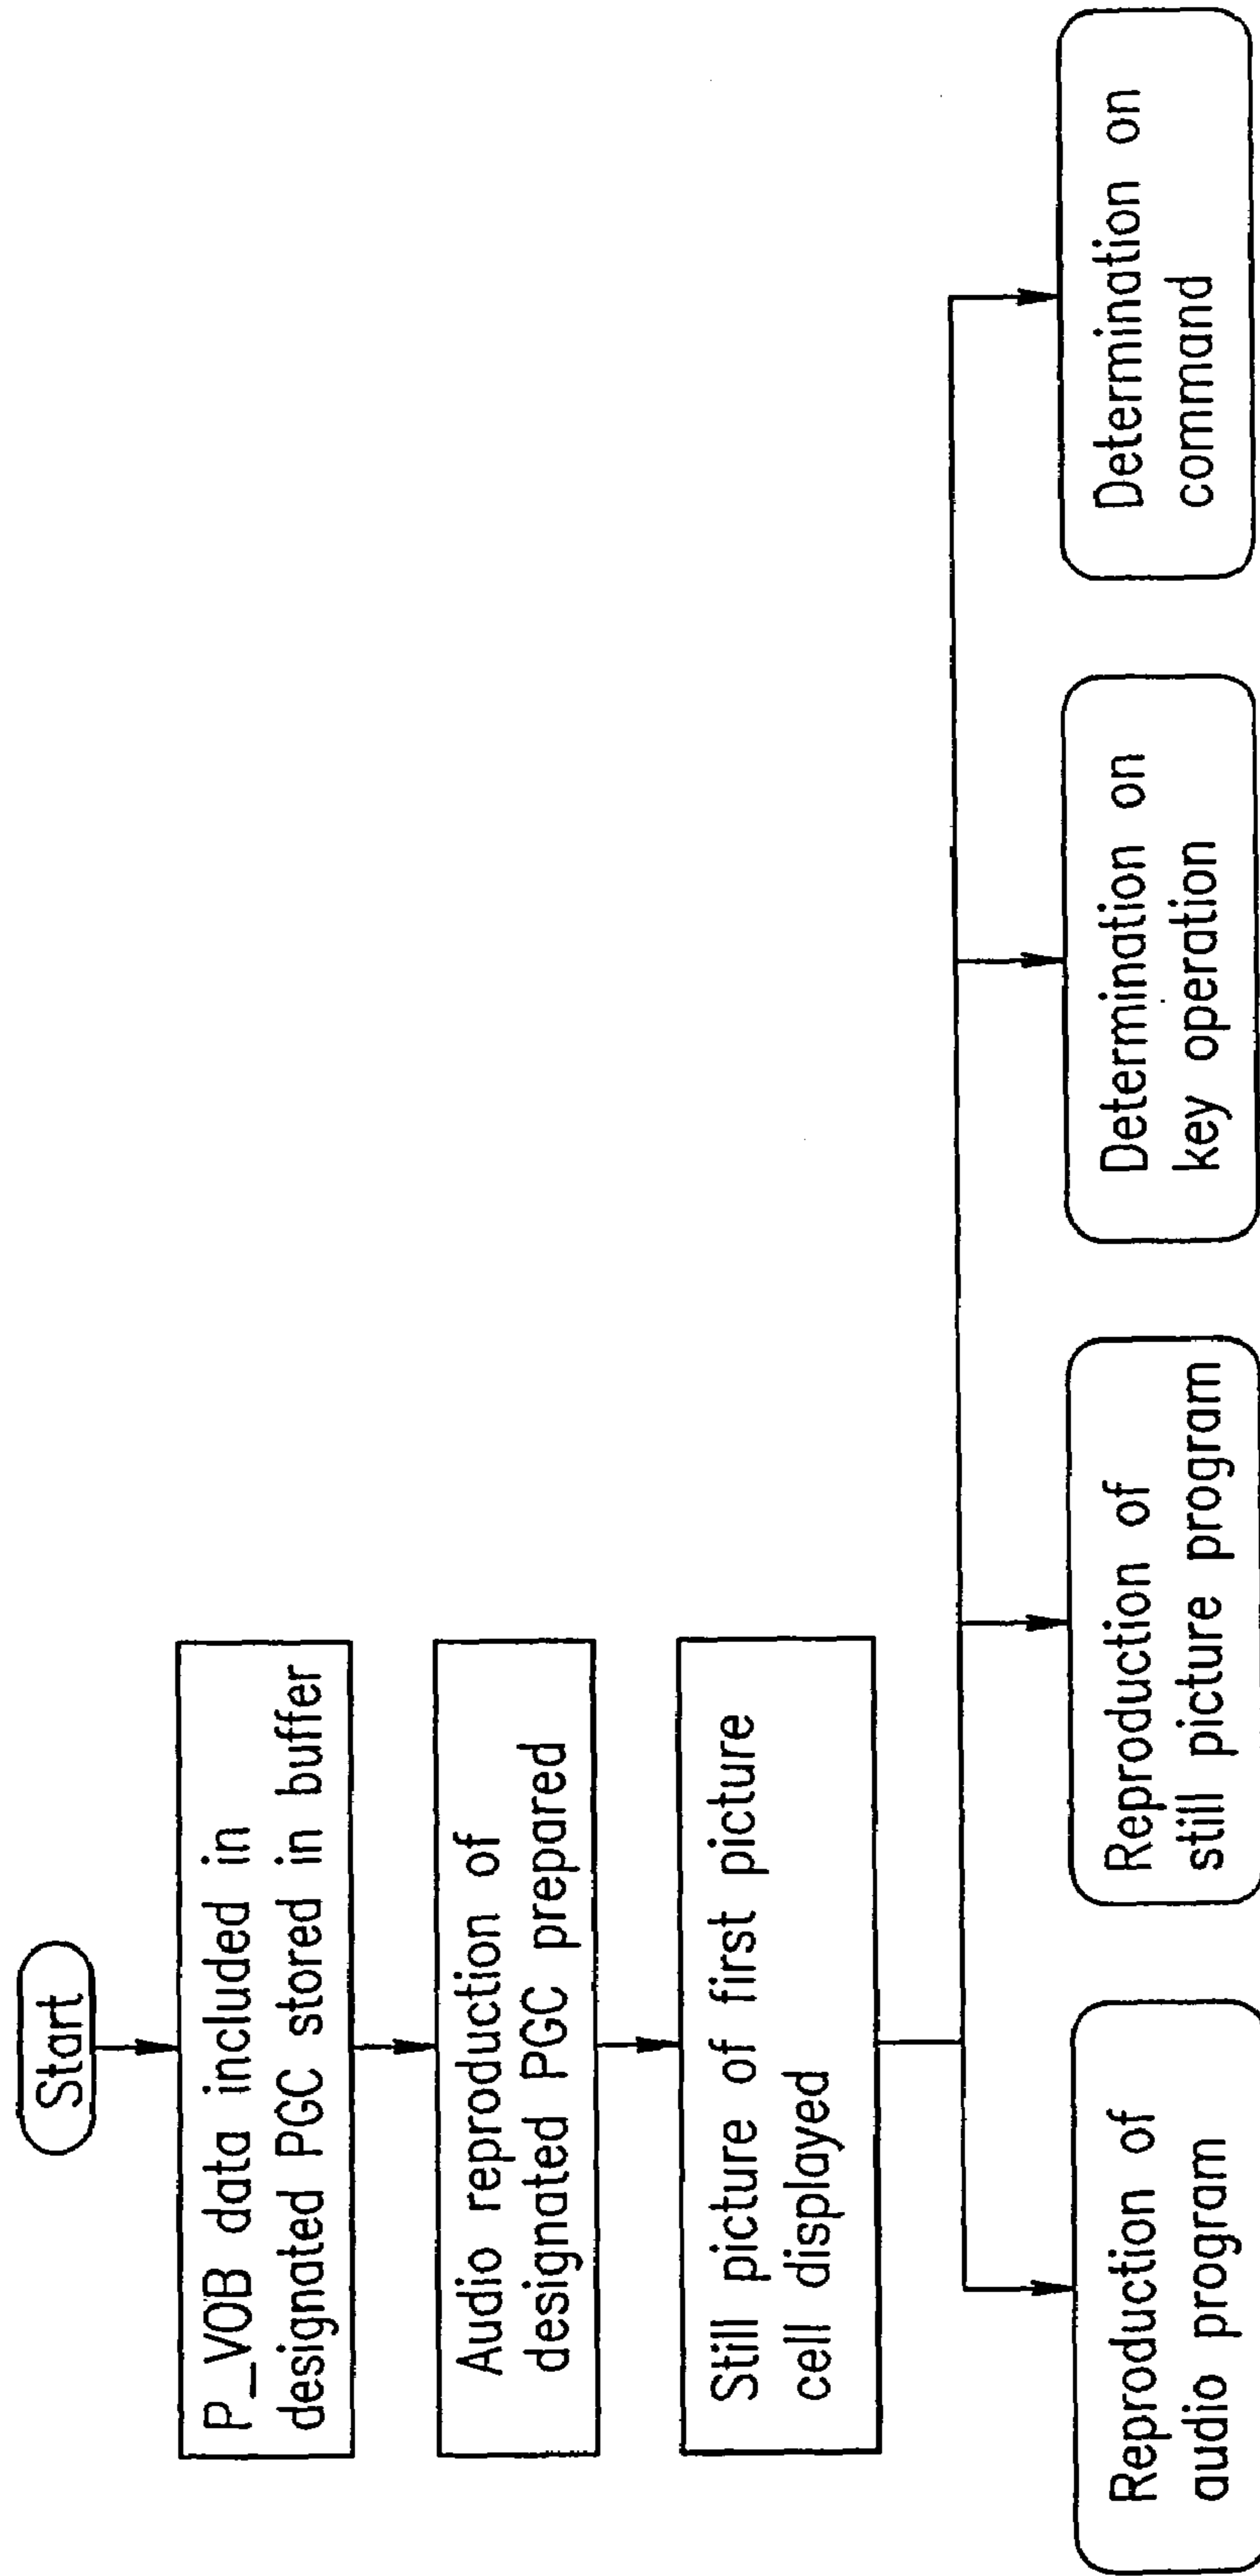 Start
P_VOB data included in
designated PGC stored in buffer
Audio reproduction of
designated PGC prepared
Still picture of first picture
cell displayed
Reproduction of
audio program
Reproduction of
still picture program
Determination on
key operation
Determination on
command